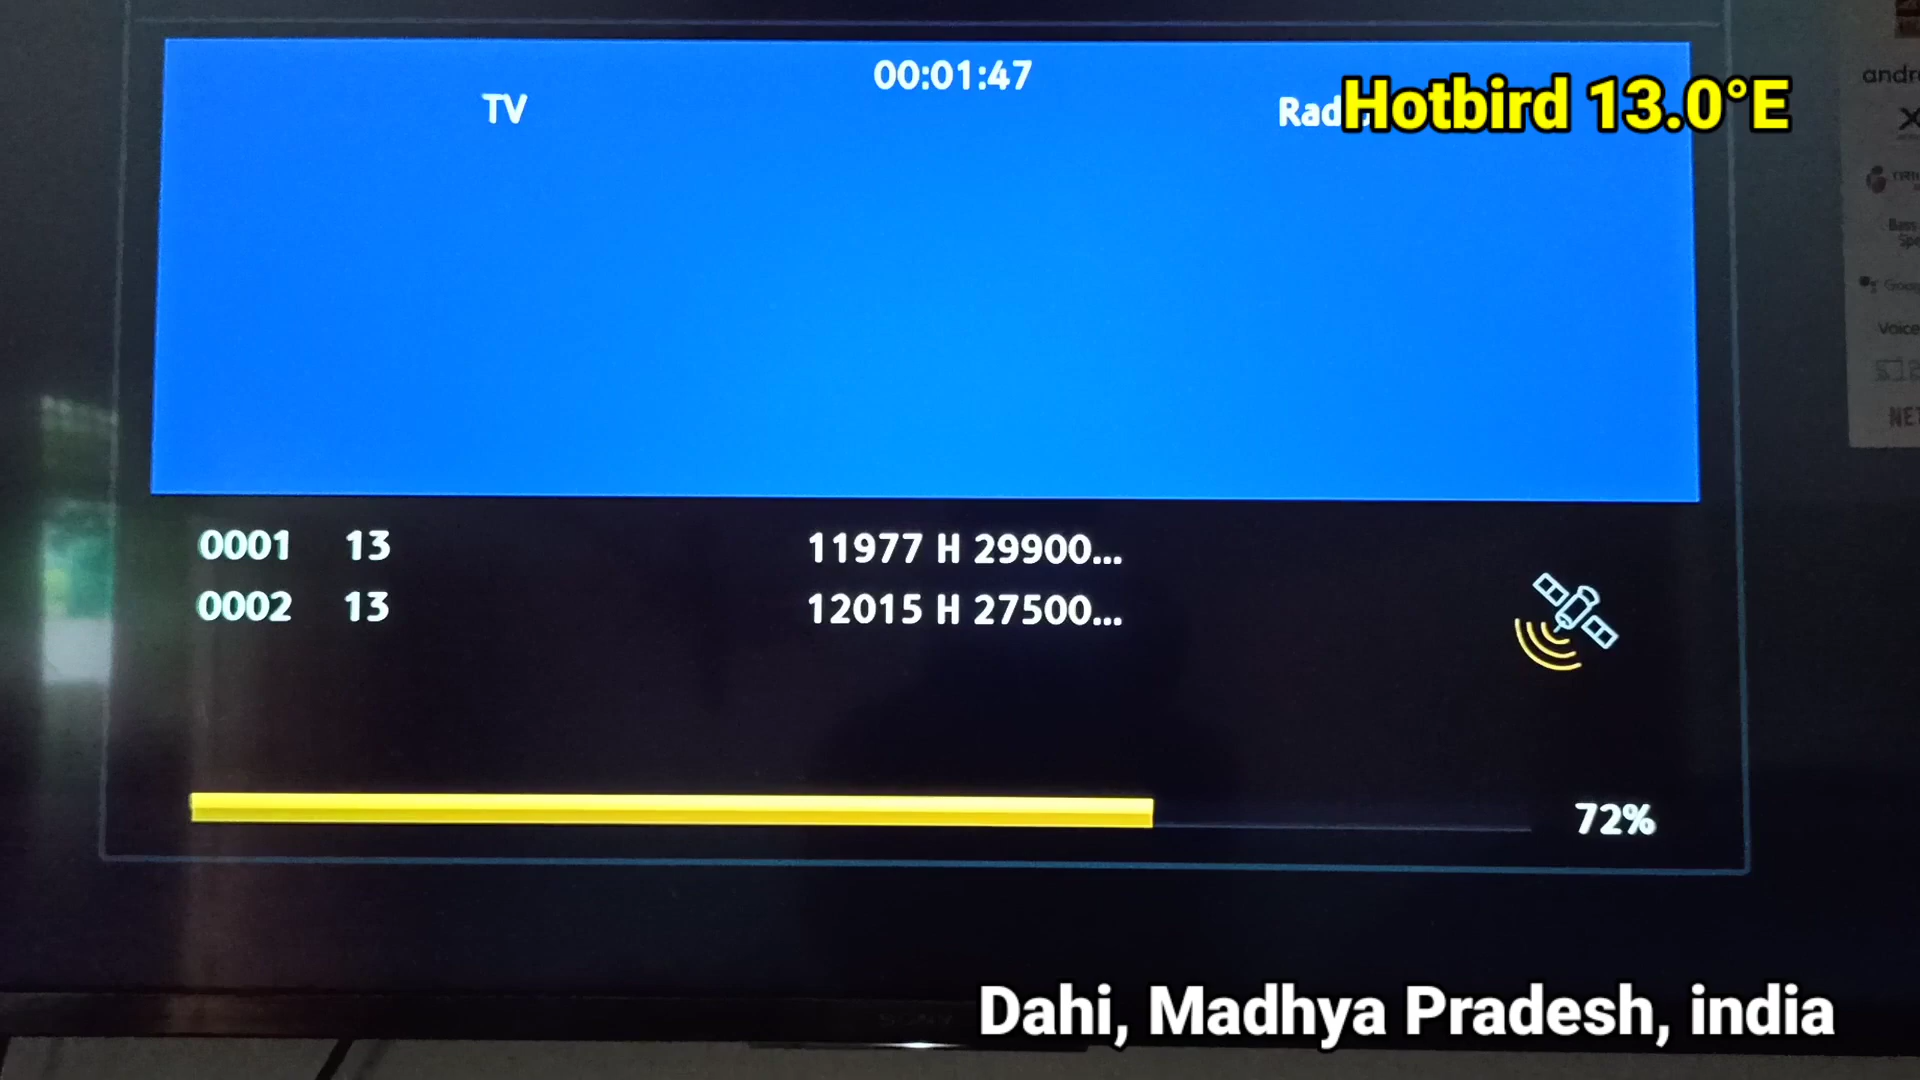 00:01:47
TV
Hotbird 13.0°E
0001 13 11977 H 29900...
0002 13 12015 H 27500...
72%
SONY
Dahi, Madhya Pradesh, india